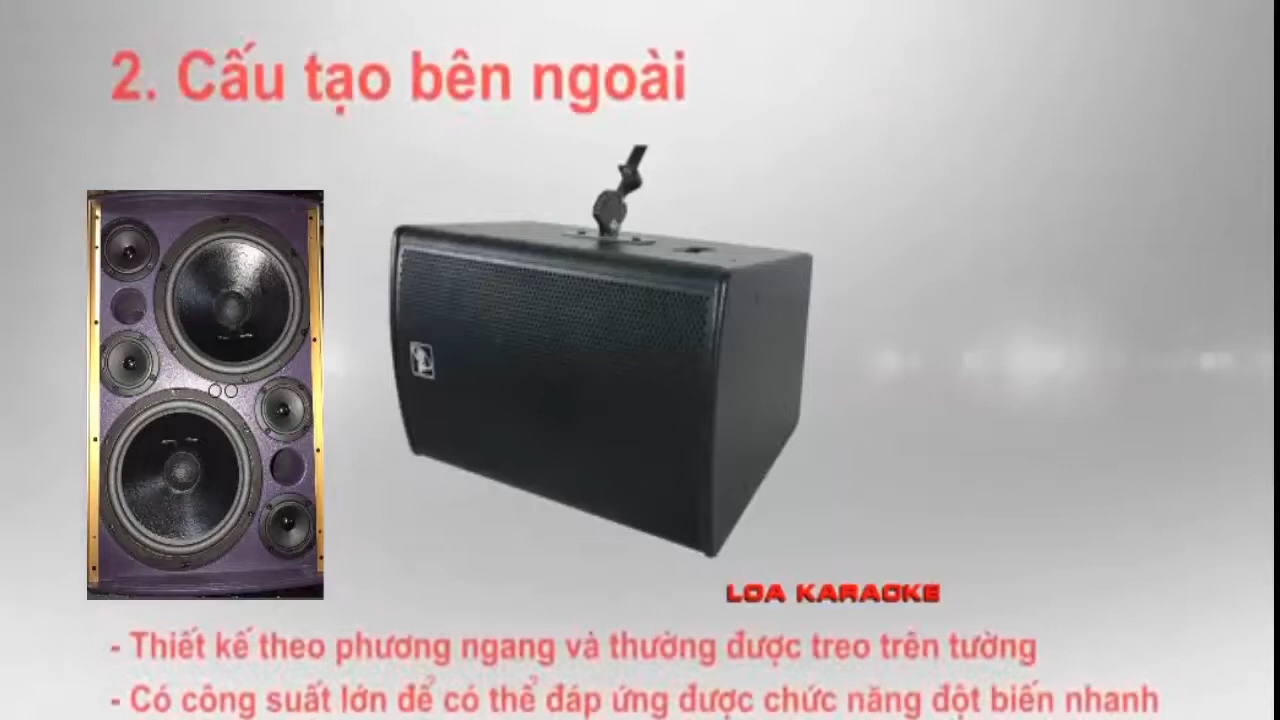 2. Cấu tạo bên ngoài
LOA KARAOKE
- Thiết kế theo phương ngang và thường được treo trên tường
- Có công suất lớn để có thể đáp ứng được chức năng đột biến nhanh